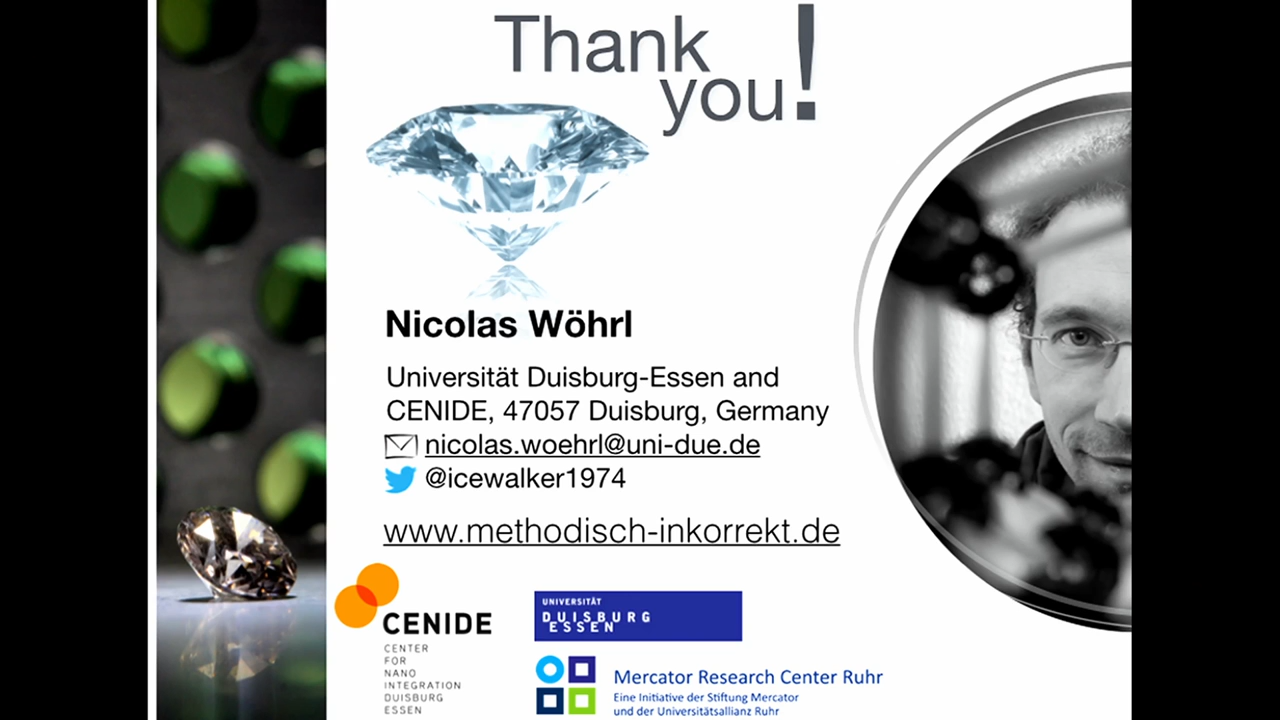 Thank
you!
Nicolas Wöhrl
Universität Duisburg-Essen and
CENIDE, 47057 Duisburg, Germany
nicolas.woehrl@uni-due.de
@icewalker1974
www.methodisch-inkorrekt.de
CENIDE
CENTER
FOR
NANO
INTEGRATION
DUISBURG
ESSEN
UNIVERSITÄT
DUISBURG
ESSEN
Mercator Research Center Ruhr
Eine Initiative der Stiftung Mercator
und der Universitätsallianz Ruhr